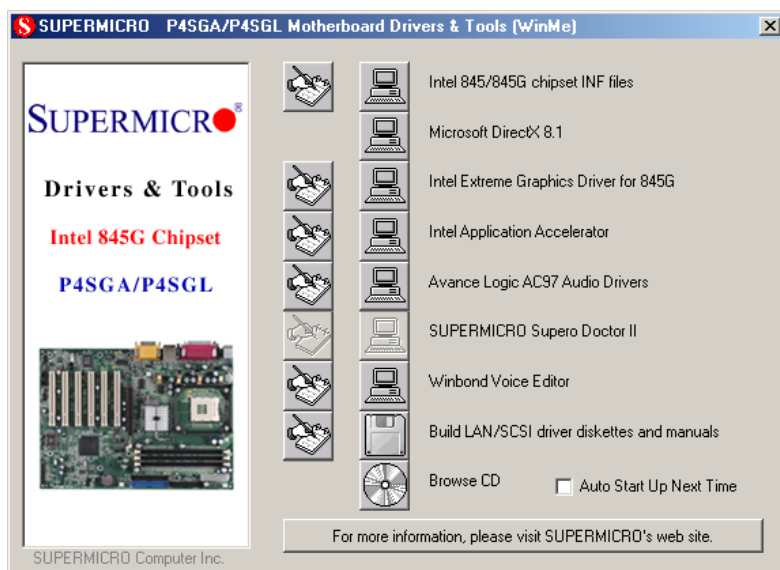 SUPERMICRO P4SGA/P4SGL Motherboard Drivers & Tools (WinMe)
SUPERMICRO®
Drivers & Tools
Intel 845G Chipset
P4SGA/P4SGL
SUPERMICRO Computer Inc.
Intel 845/845G chipset INF files
Microsoft DirectX 8.1
Intel Extreme Graphics Driver for 845G
Intel Application Accelerator
Avance Logic AC97 Audio Drivers
SUPERMICRO Supero Doctor II
Winbond Voice Editor
Build LAN/SCSI driver diskettes and manuals
Browse CD
Auto Start Up Next Time
For more information, please visit SUPERMICRO's web site.